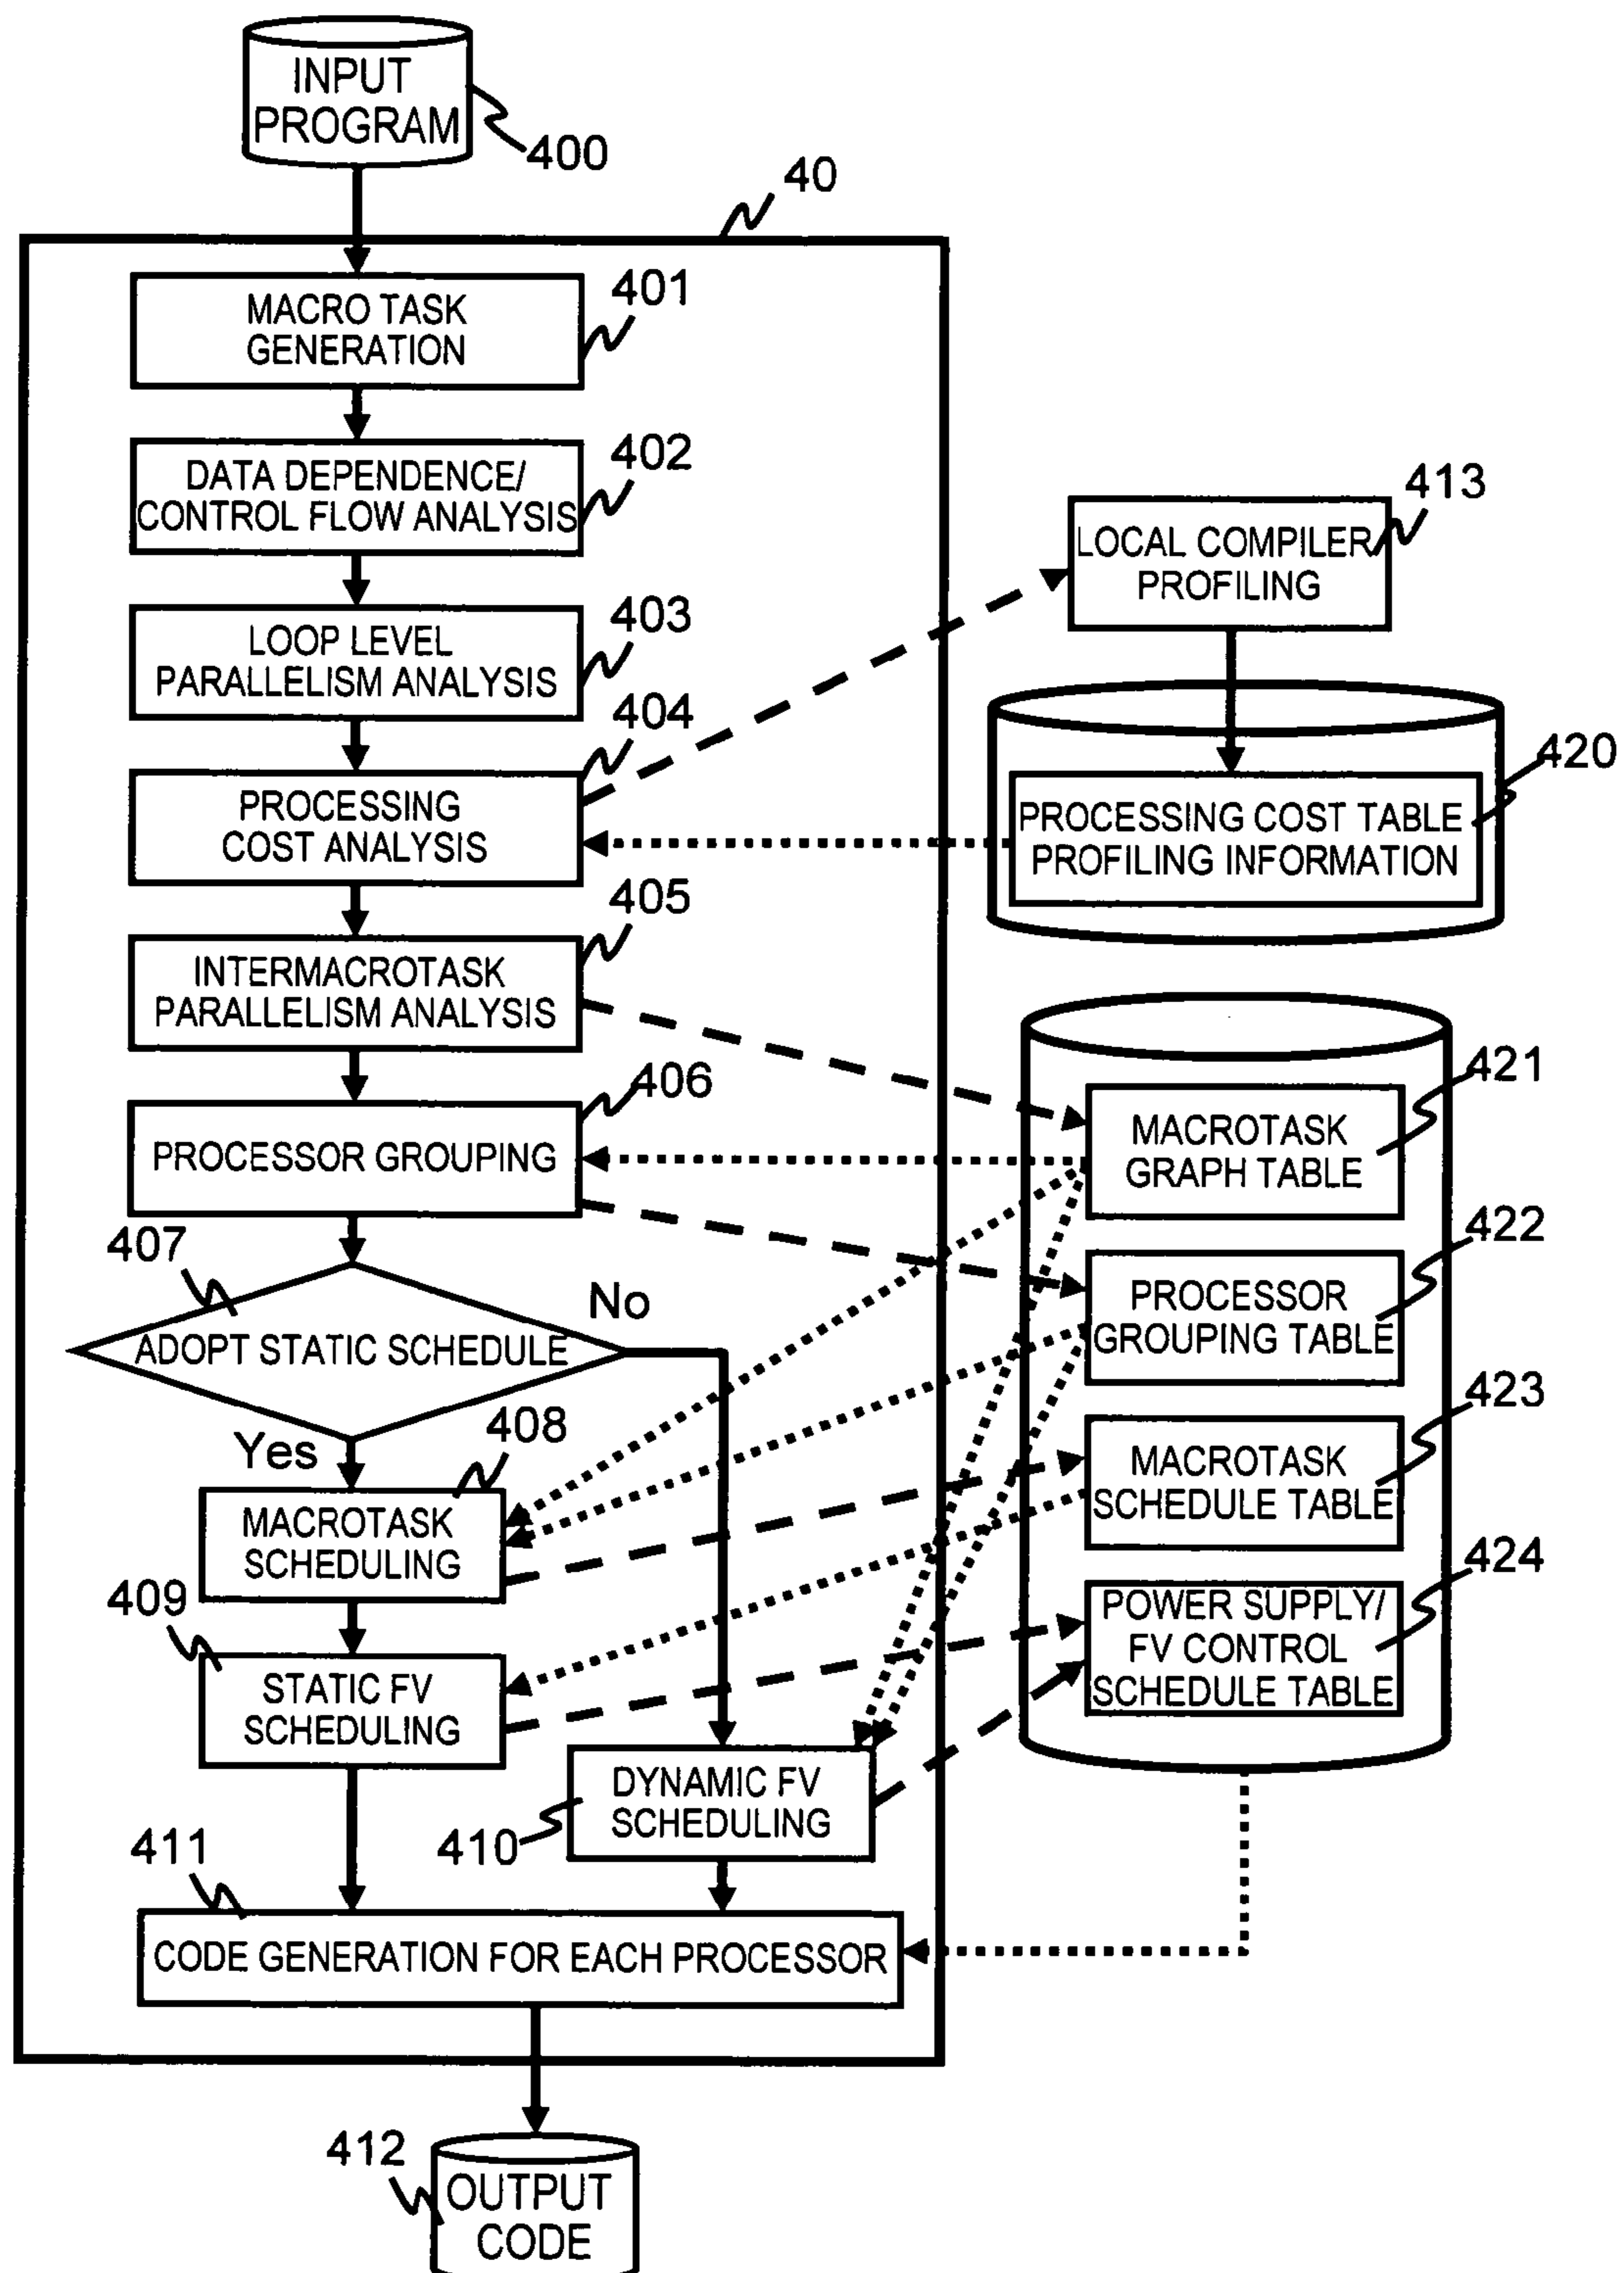 INPUT
PROGRAM
400
40
MACRO TASK
GENERATION
401
DATA DEPENDENCE/
CONTROL FLOW ANALYSIS
402
LOCAL COMPILER
PROFILING
413
LOOP LEVEL
PARALLELISM ANALYSIS
403
PROCESSING
COST ANALYSIS
404
PROCESSING COST TABLE
PROFILING INFORMATION
420
INTERMACROTASK
PARALLELISM ANALYSIS
405
PROCESSOR GROUPING
406
MACROTASK
GRAPH TABLE
421
PROCESSOR
GROUPING TABLE
422
407
ADOPT STATIC SCHEDULE
No
Yes
MACROTASK
SCHEDULING
408
MACROTASK
SCHEDULE TABLE
423
409
STATIC FV
SCHEDULING
POWER SUPPLY/
FV CONTROL
SCHEDULE TABLE
424
DYNAMIC FV
SCHEDULING
410
411
CODE GENERATION FOR EACH PROCESSOR
412
OUTPUT
CODE